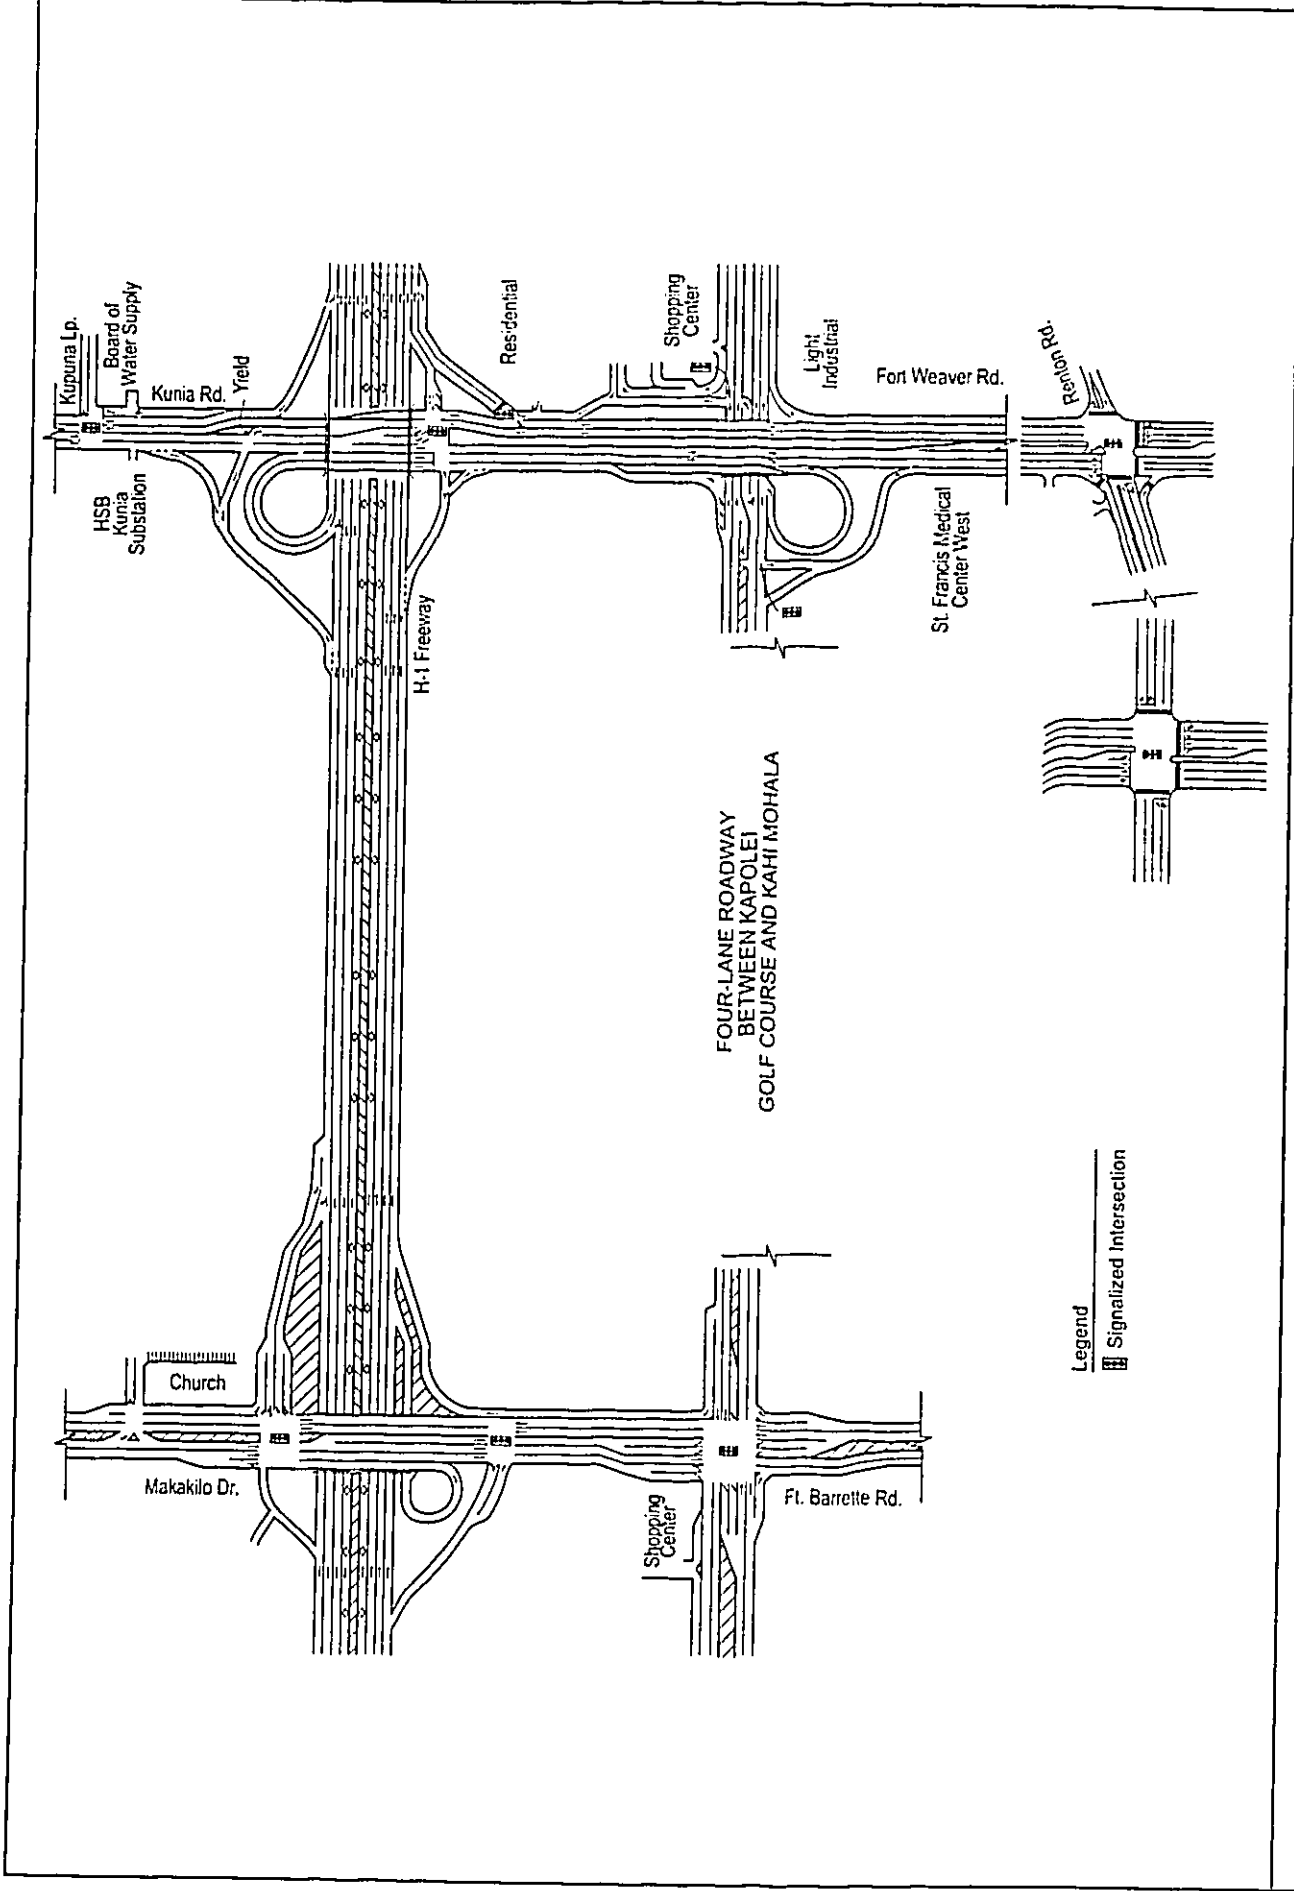 Kupuna Lp.
Board of
Water Supply
Kunia Rd.
Yield
HSB
Kunia
Substation
Residential
H-1 Freeway
Shopping
Center
Light
Industrial
Fort Weaver Rd.
Renton Rd.
St. Francis Medical
Center West
FOUR-LANE ROADWAY
BETWEEN KAPOLEI
GOLF COURSE AND KAHI MOHALA
Church
Makakilo Dr.
Shopping
Center
Ft. Barrette Rd.
Legend
Signalized Intersection